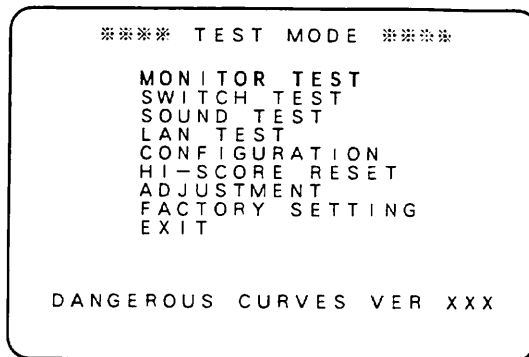 ※※※※ TEST MODE ※※※※
MONITOR TEST
SWITCH TEST
SOUND TEST
LAN TEST
CONFIGURATION
HI-SCORE RESET
ADJUSTMENT
FACTORY SETTING
EXIT
DANGEROUS CURVES VER XXX